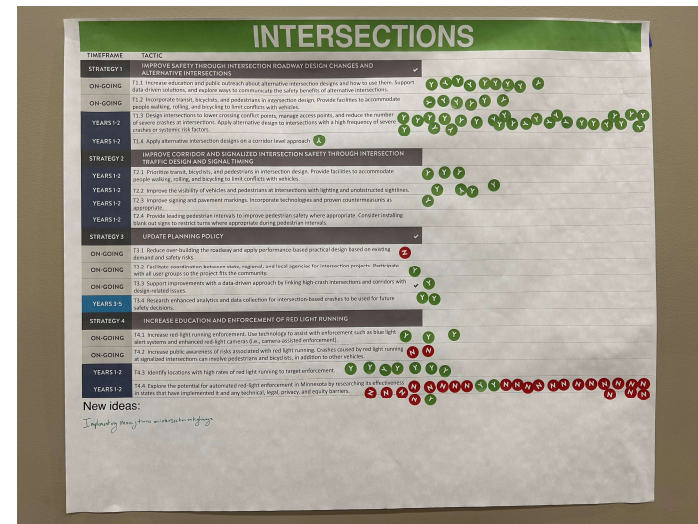 INTERSECTIONS
TIMEFRAME TACTIC
STRATEGY 1 IMPROVE SAFETY THROUGH INTERSECTION ROADWAY DESIGN CHANGES AND
ALTERNATIVE INTERSECTIONS
ON-GOING T1.1 Increase education and public outreach about alternative intersection designs and how to use them. Support
data-driven solutions, and explore ways to communicate the safety benefits of alternative intersections.
ON-GOING T1.2 Incorporate transit, bicyclists, and pedestrians in intersection design. Provide facilities to accommodate
people walking, rolling, and bicycling to limit conflicts with vehicles.
YEARS 1-2 T1.3 Design intersections to lower crossing conflict points, manage access points, and reduce the number
of severe crashes at intersections. Apply alternative design to intersections with a high frequency of severe
crashes or systemic risk factors.
YEARS 1-2 T1.4 Apply alternative intersection designs on a corridor level approach
STRATEGY 2 IMPROVE CORRIDOR AND SIGNALIZED INTERSECTION SAFETY THROUGH INTERSECTION
TRAFFIC DESIGN AND SIGNAL TIMING
YEARS 1-2 T2.1 Prioritize transit, bicyclists, and pedestrians in intersection design. Provide facilities to accommodate
people walking, rolling, and bicycling to limit conflicts with vehicles.
YEARS 1-2 T2.2 Improve the visibility of vehicles and pedestrians at intersections with lighting and unobstructed sightlines.
YEARS 1-2 T2.3 Improve signing and pavement markings. Incorporate technologies and proven countermeasures as
appropriate.
YEARS 1-2 T2.4 Provide leading pedestrian intervals to improve pedestrian safety where appropriate. Consider installing
blank out signs to restrict turns where appropriate during pedestrian intervals.
STRATEGY 3 UPDATE PLANNING POLICY
ON-GOING T3.1 Reduce over-building the roadway and apply performance-based practical design based on existing
demand and safety risks.
ON-GOING T3.2 Facilitate coordination between state, regional, and local agencies for intersection projects. Participate
with all user groups so the project fits the community.
ON-GOING T3.3 Support improvements with a data-driven approach by linking high-crash intersections and corridors with
design-related issues.
YEARS 3-5 T3.4 Research enhanced analytics and data collection for intersection-based crashes to be used for future
safety decisions.
STRATEGY 4 INCREASE EDUCATION AND ENFORCEMENT OF RED LIGHT RUNNING
ON-GOING T4.1 Increase red-light running enforcement. Use technology to assist with enforcement such as blue light
alert systems and enhanced red-light cameras (i.e., camera-assisted enforcement).
ON-GOING T4.2 Increase public awareness of risks associated with red light running. Crashes caused by red light running
at signalized intersections can involve pedestrians and bicyclists, in addition to other vehicles.
YEARS 1-2 T4.3 Identify locations with high rates of red light running to target enforcement.
YEARS 1-2 T4.4 Explore the potential for automated red-light enforcement in Minnesota by researching its effectiveness
in states that have implemented it and any technical, legal, privacy, and equity barriers.
New ideas:
Implementing